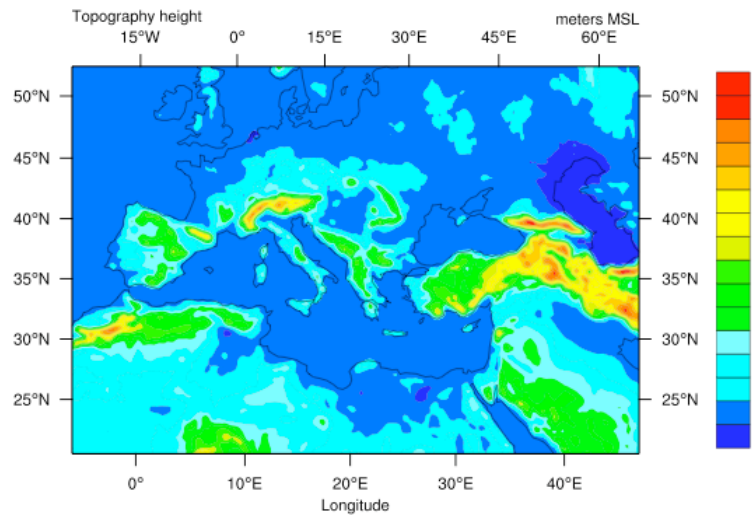 Topography height meters MSL
15°W 0° 15°E 30°E 45°E 60°E
50°N 50°N
45°N 45°N
40°N 40°N
35°N 35°N
30°N 30°N
25°N 25°N
0° 10°E 20°E 30°E 40°E
Longitude